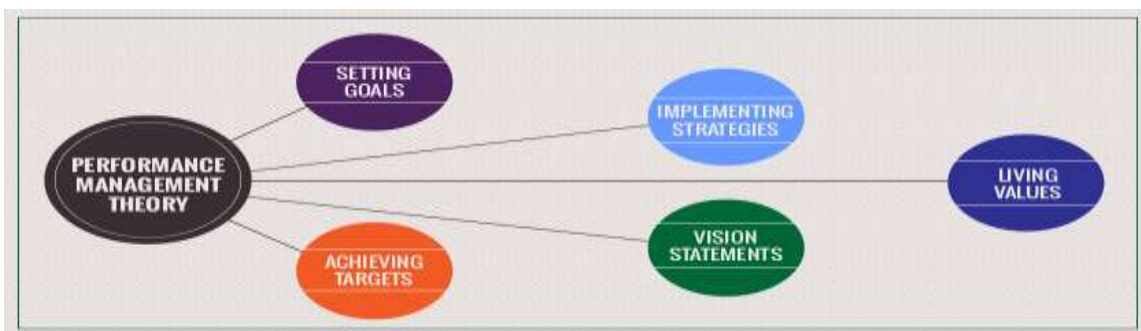 SETTING
GOALS
IMPLEMENTING
STRATEGIES
PERFORMANCE
MANAGEMENT
THEORY
LIVING
VALUES
VISION
STATEMENTS
ACHIEVING
TARGETS